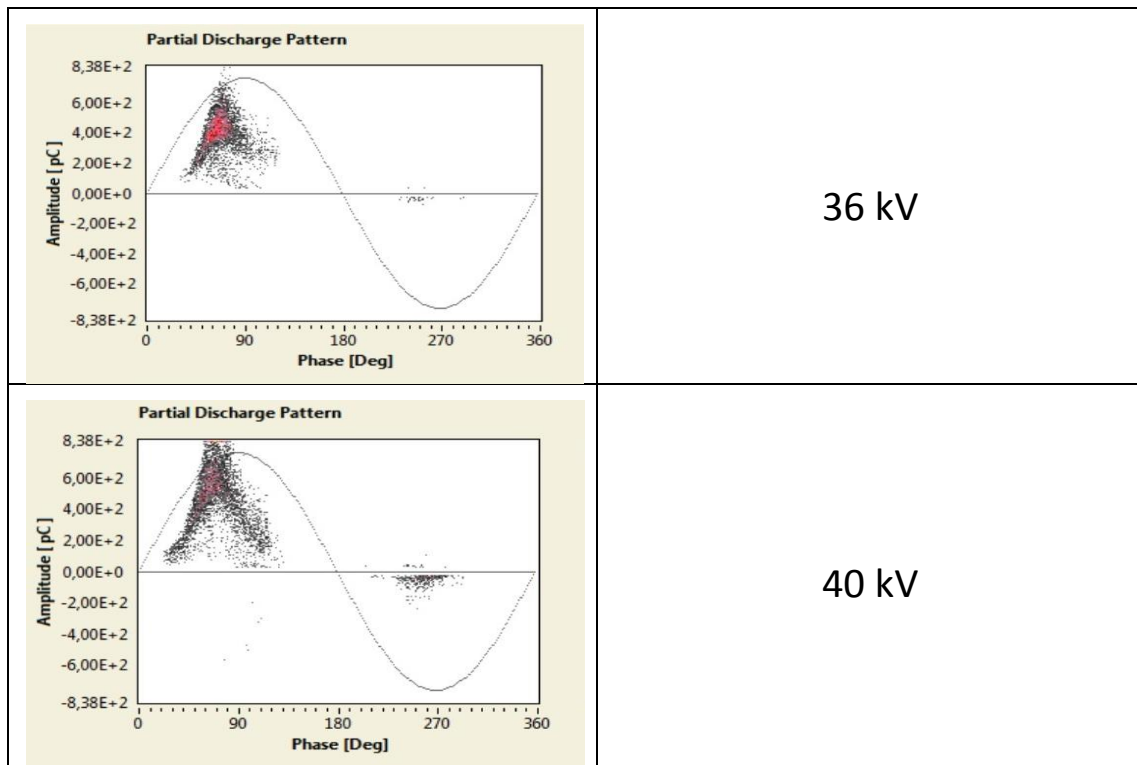 Partial Discharge Pattern
8,38E+2
6,00E+2
4,00E+2
2,00E+2
0,00E+0
-2,00E+2
-4,00E+2
-6,00E+2
-8,38E+2
Amplitude [pC]
0 90 180 270 360
Phase [Deg]
36 kV
Partial Discharge Pattern
8,38E+2
6,00E+2
4,00E+2
2,00E+2
0,00E+0
-2,00E+2
-4,00E+2
-6,00E+2
-8,38E+2
Amplitude [pC]
0 90 180 270 360
Phase [Deg]
40 kV